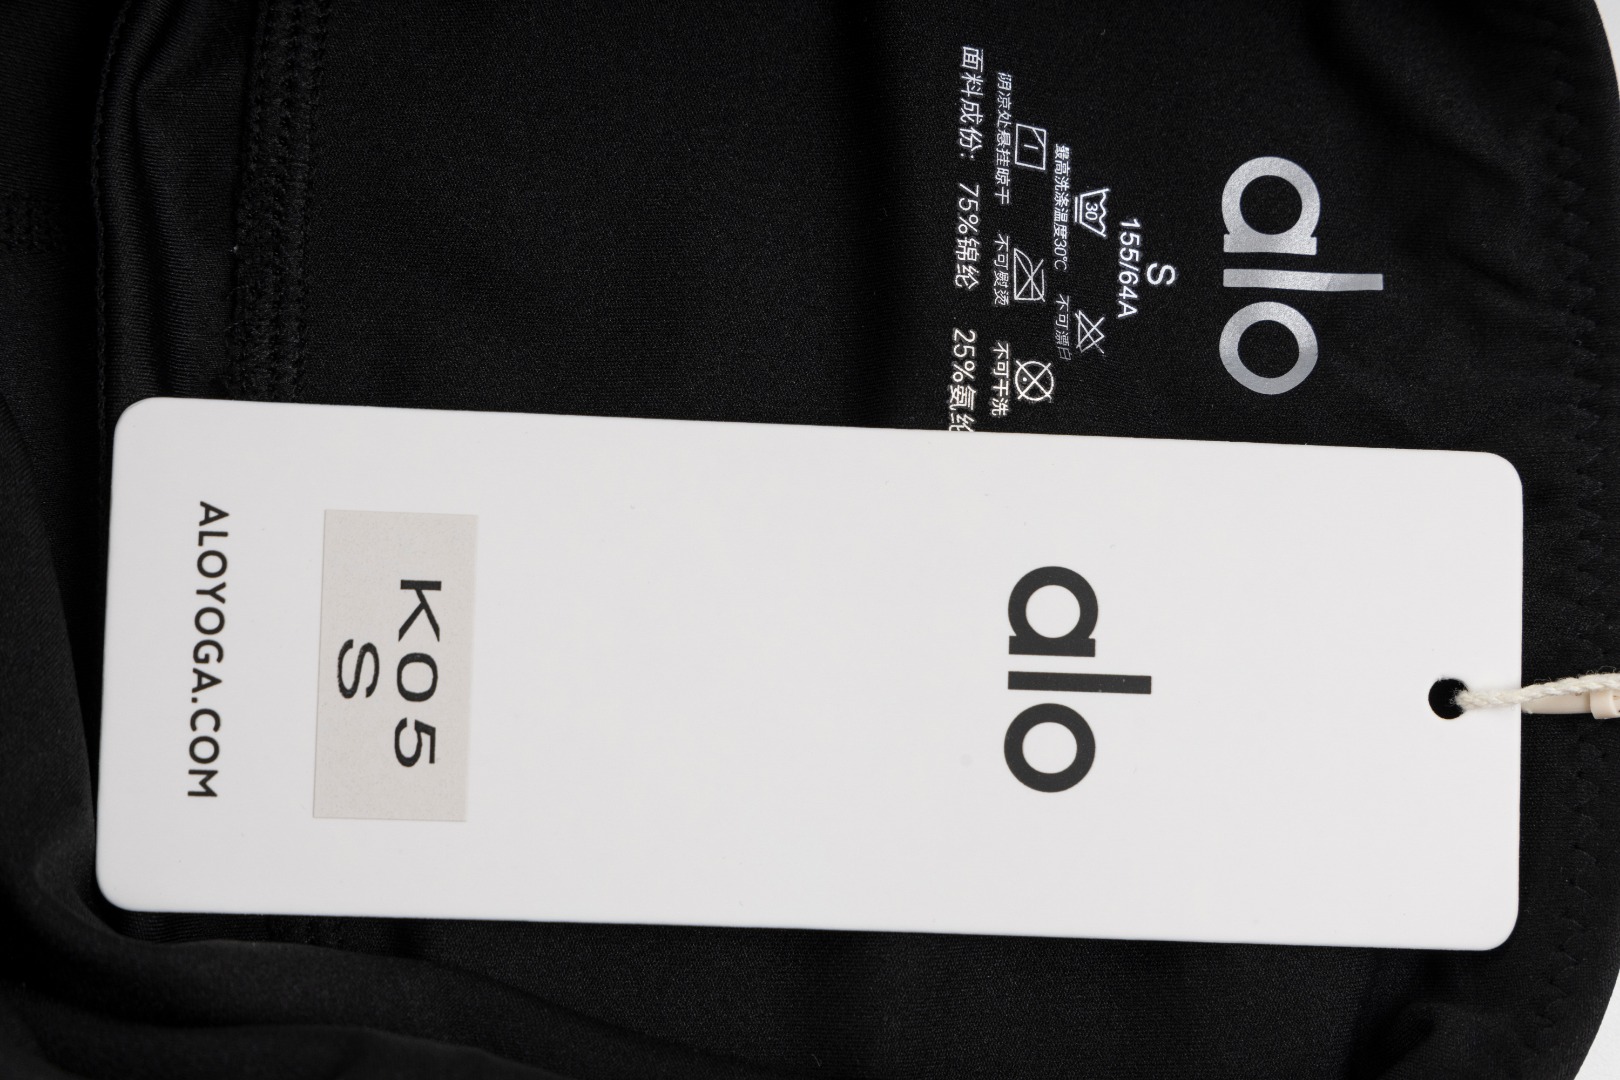 alo
S
155/64A
30
最高洗涤温度30℃ 不可漂白
阴凉处悬挂晾干 不可熨烫 不可干洗
面料成份: 75%锦纶 25%氨纶
alo
K05
S
ALOYOGA.COM